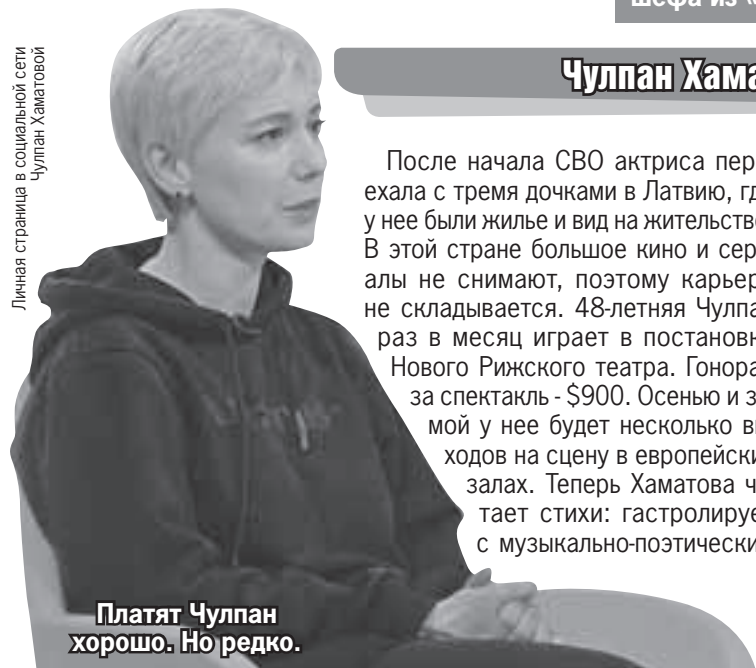 шефа из «
Чулпан Хама
Личная страница в социальной сети
Чулпан Хаматовой
После начала СВО актриса пер
ехала с тремя дочками в Латвию, гд
у нее были жилье и вид на жительство
В этой стране большое кино и сер
алы не снимают, поэтому карьер
не складывается. 48-летняя Чулпа
раз в месяц играет в постановк
Нового Рижского театра. Гонора
за спектакль - $900. Осенью и з
мой у нее будет несколько вы
ходов на сцену в европейски
залах. Теперь Хаматова ч
тает стихи: гастролируе
с музыкально-поэтически
Платят Чулпан
хорошо. Но редко.